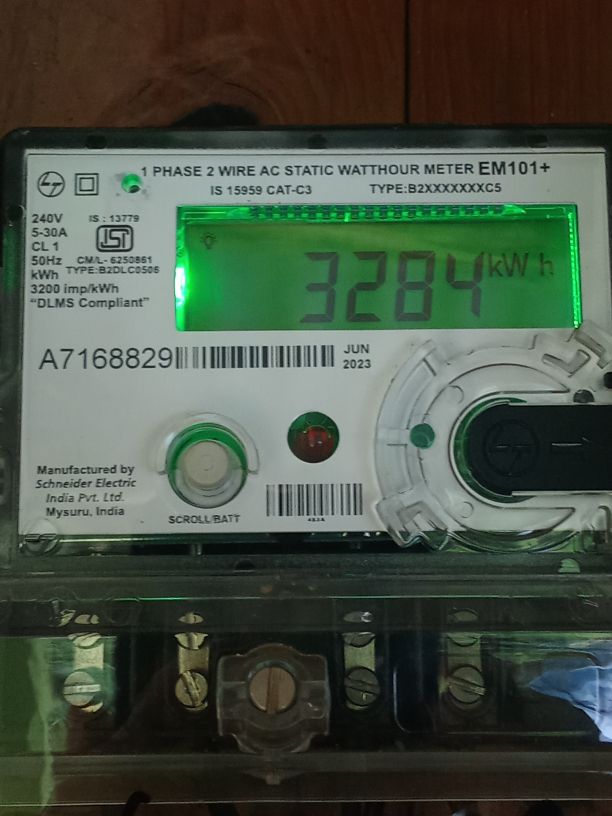 1 PHASE 2 WIRE AC STATIC WATTHOUR METER EM101+
IS 15959 CAT-C3 TYPE:B2XXXXXXXC5
240V IS : 13779
5-30A
CL 1
50Hz CM/L- 6250861
kWh TYPE:B2DLC0506
3200 imp/kWh
"DLMS Compliant"
3284 kWh
A7168829
JUN
2023
Manufactured by
Schneider Electric
India Pvt. Ltd.
Mysuru, India
SCROLL/BATT